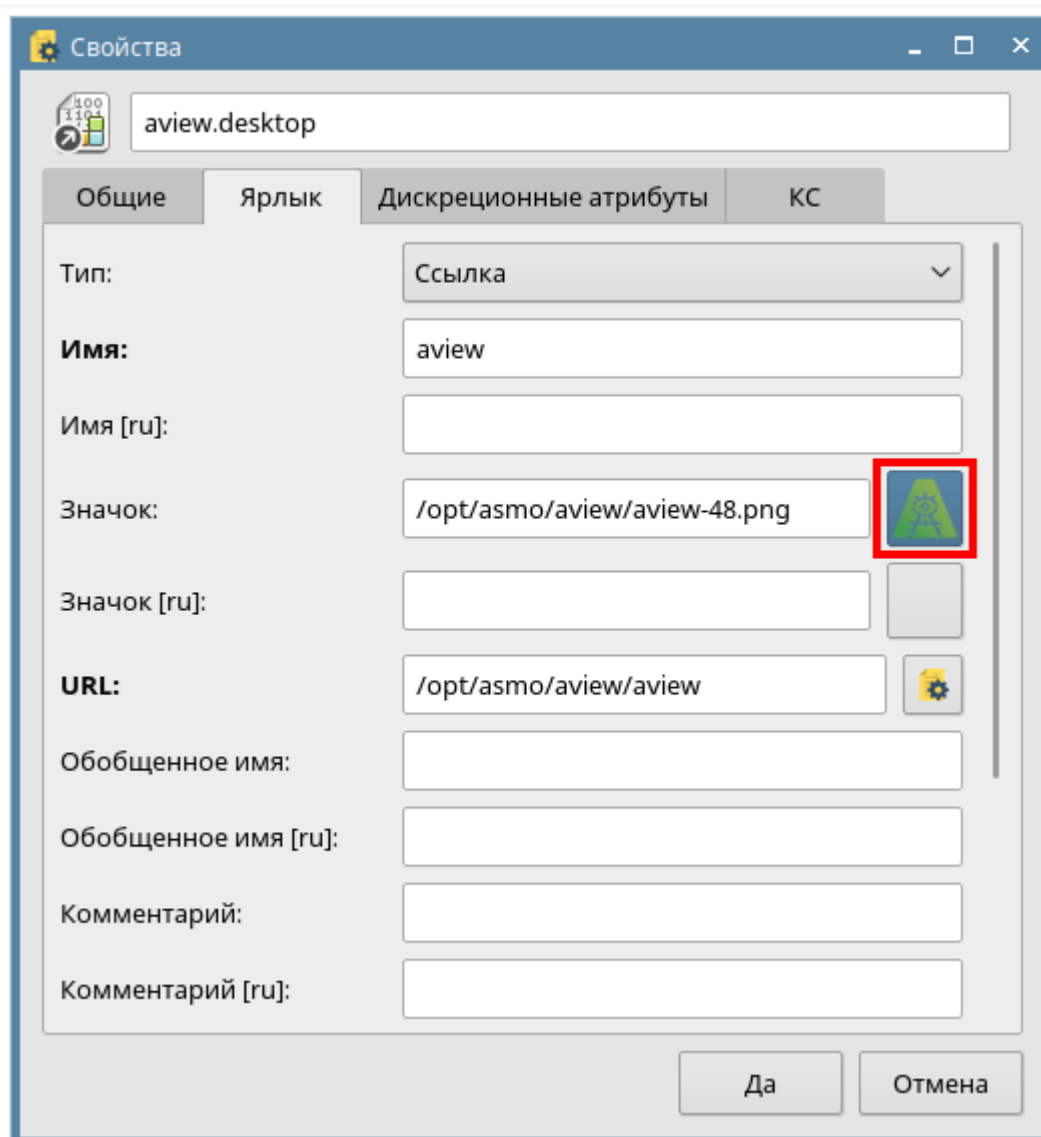 Свойства
aview.desktop
Общие Ярлык Дискреционные атрибуты КС
Тип: Ссылка
Имя: aview
Имя [ru]:
Значок: /opt/asmo/aview/aview-48.png
Значок [ru]:
URL: /opt/asmo/aview/aview
Обобщенное имя:
Обобщенное имя [ru]:
Комментарий:
Комментарий [ru]:
Да Отмена